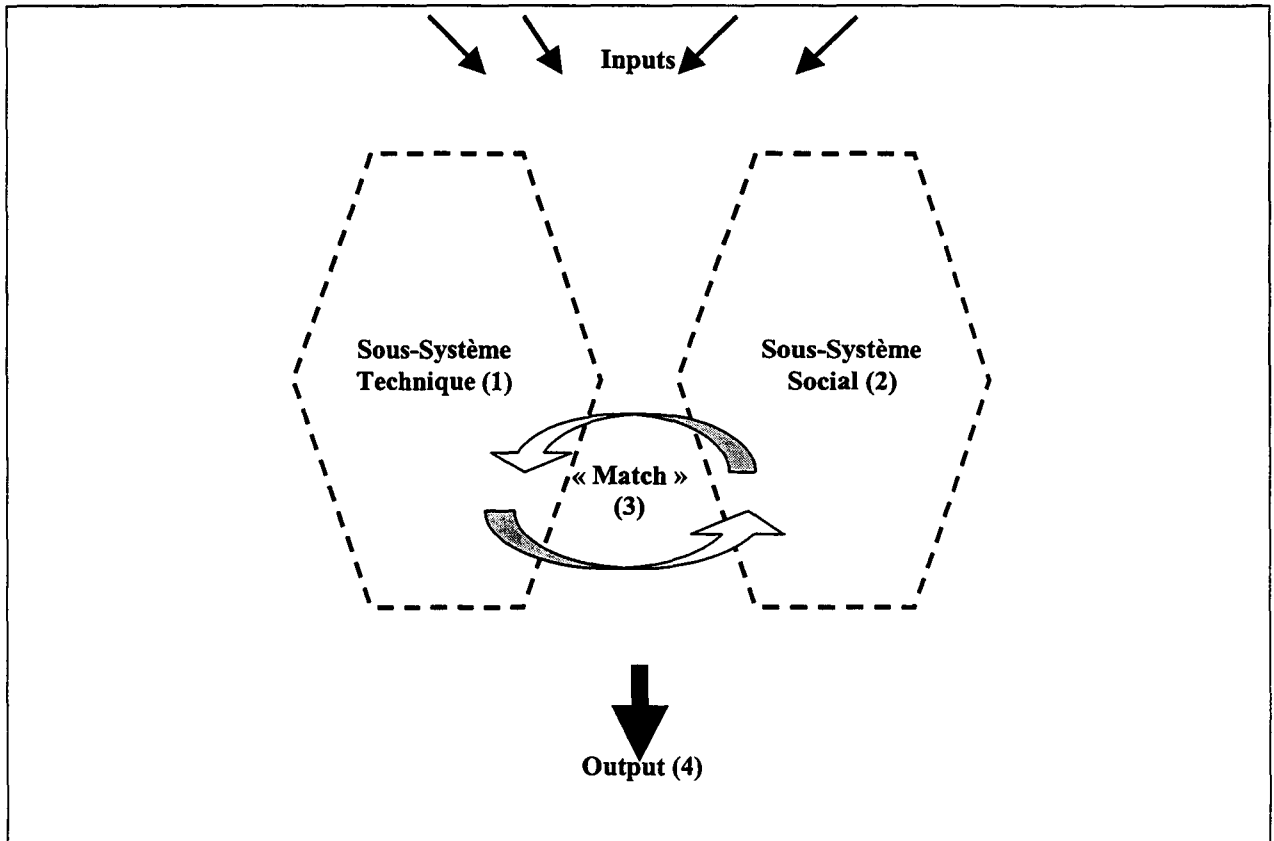 Inputs
Sous-Système
Technique (1)
Sous-Système
Social (2)
« Match »
(3)
Output (4)